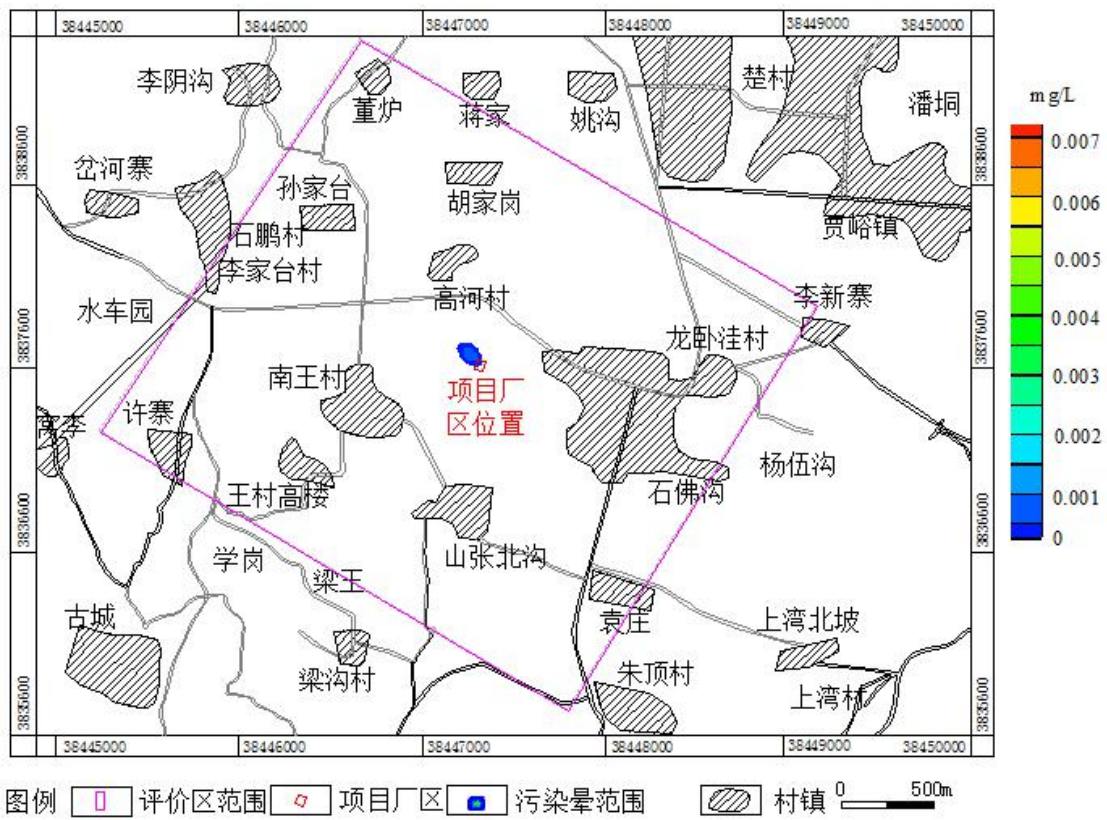 38445000 38446000 38447000 38448000 38449000 38450000
李阴沟
董炉
蒋家
姚沟
楚村
潘垌
mg/L
0.007
3838600
3838600
岔河寨
孙家台
胡家岗
0.006
石鹏村
贾峪镇
0.005
李家台村
高河村
李新寨
水车园
0.004
3837600
3837600
龙卧洼村
南王村
0.003
项目厂
区位置
许寨
高李
0.002
杨伍沟
王村高楼
石佛沟
0.001
3836600
3836600
0
学岗
山张北沟
梁王
古城
袁庄
上湾北坡
梁沟村
朱顶村
上湾村
3835600
3835600
38445000 38446000 38447000 38448000 38449000 38450000
图例 评价区范围 项目厂区 污染晕范围 村镇 0 500m